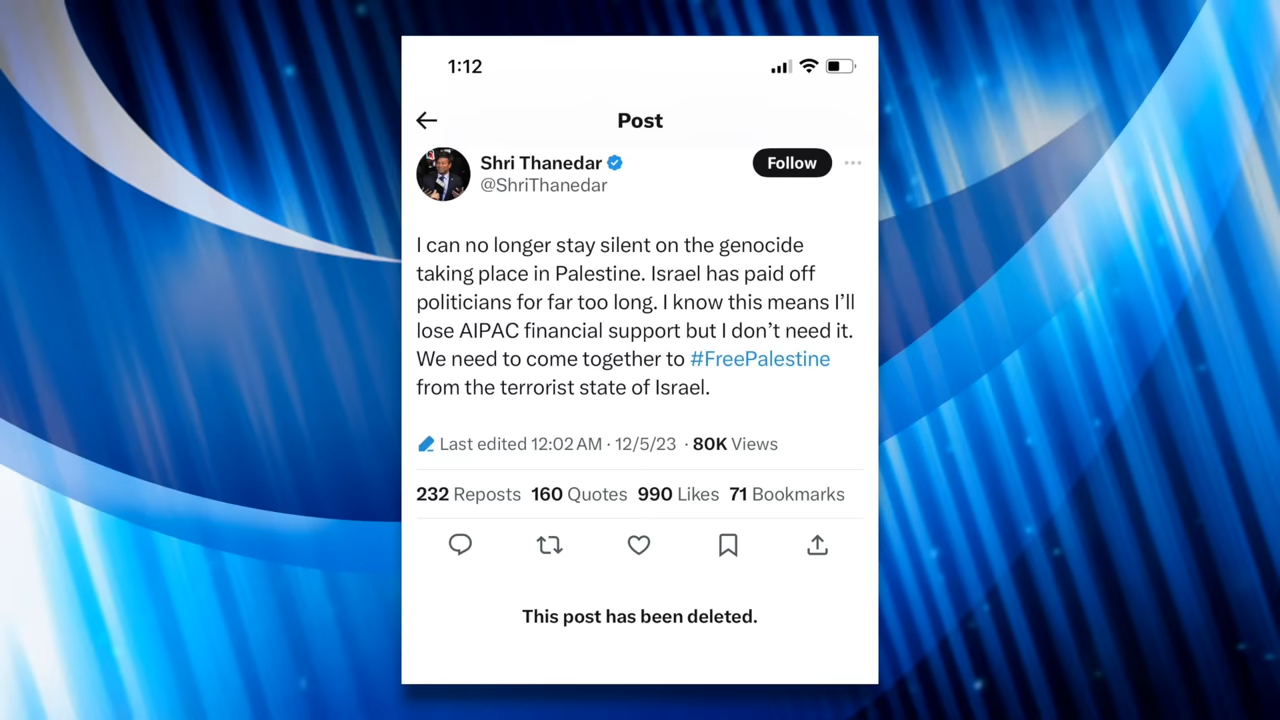 1:12
Post
Shri Thanedar
Follow
@ShriThanedar
I can no longer stay silent on the genocide
taking place in Palestine. Israel has paid off
politicians for far too long. I know this means I’ll
lose AIPAC financial support but I don’t need it.
We need to come together to #FreePalestine
from the terrorist state of Israel.
Last edited 12:02 AM · 12/5/23 · 80K Views
232 Reposts 160 Quotes 990 Likes 71 Bookmarks
This post has been deleted.